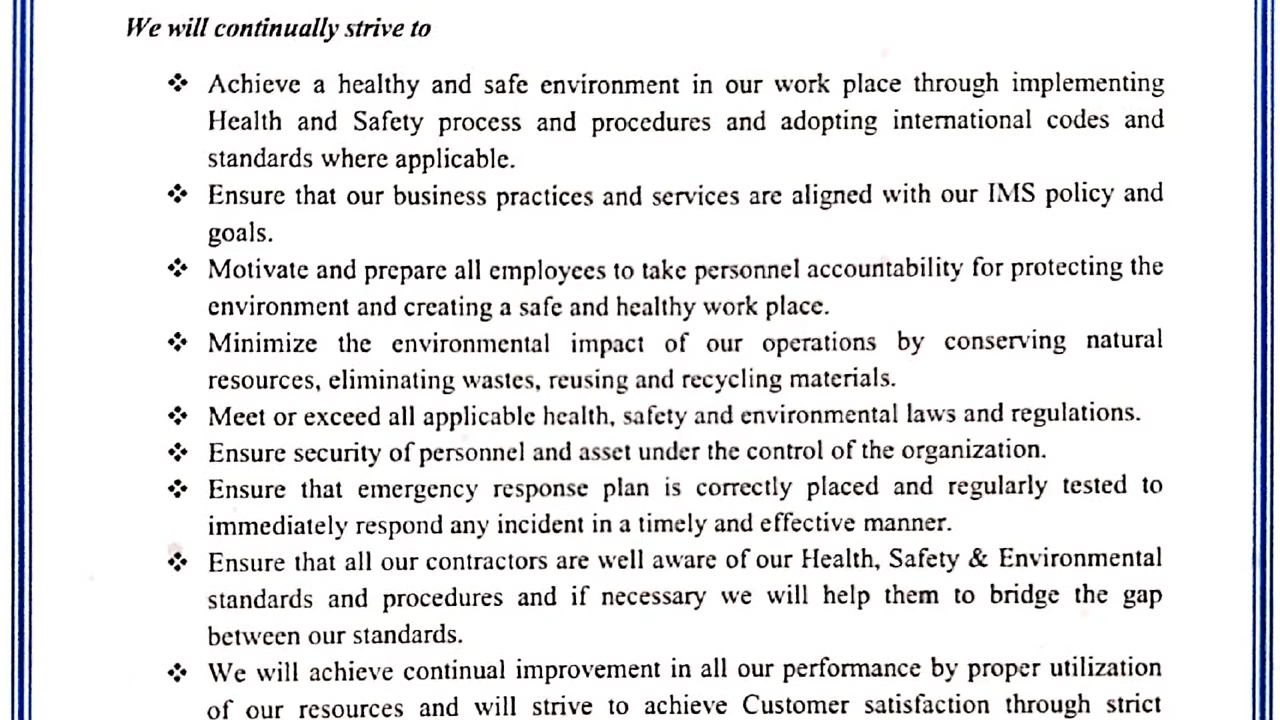 We will continually strive to
❖ Achieve a healthy and safe environment in our work place through implementing
Health and Safety process and procedures and adopting international codes and
standards where applicable.
❖ Ensure that our business practices and services are aligned with our IMS policy and
goals.
❖ Motivate and prepare all employees to take personnel accountability for protecting the
environment and creating a safe and healthy work place.
❖ Minimize the environmental impact of our operations by conserving natural
resources, eliminating wastes, reusing and recycling materials.
❖ Meet or exceed all applicable health, safety and environmental laws and regulations.
❖ Ensure security of personnel and asset under the control of the organization.
❖ Ensure that emergency response plan is correctly placed and regularly tested to
immediately respond any incident in a timely and effective manner.
❖ Ensure that all our contractors are well aware of our Health, Safety & Environmental
standards and procedures and if necessary we will help them to bridge the gap
between our standards.
❖ We will achieve continual improvement in all our performance by proper utilization
of our resources and will strive to achieve Customer satisfaction through strict